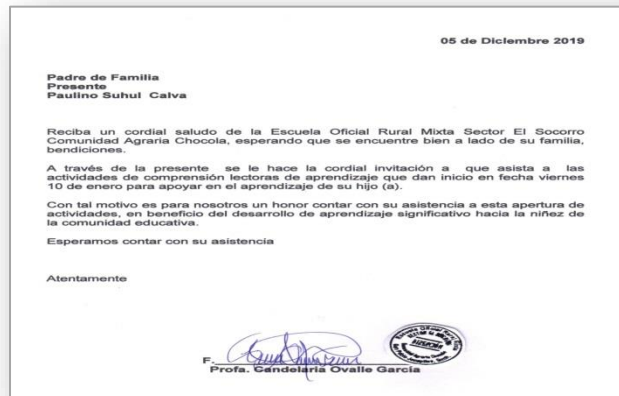 05 de Diciembre 2019
Padre de Familia
Presente
Paulino Suhul Calva
Reciba un cordial saludo de la Escuela Oficial Rural Mixta Sector El Socorro
Comunidad Agraria Chocola, esperando que se encuentre bien a lado de su familia,
bendiciones.
A través de la presente se le hace la cordial invitación a que asista a las
actividades de comprensión lectoras de aprendizaje que dan inicio en fecha viernes
10 de enero para apoyar en el aprendizaje de su hijo (a).
Con tal motivo es para nosotros un honor contar con su asistencia a esta apertura de
actividades, en beneficio del desarrollo de aprendizaje significativo hacia la niñez de
la comunidad educativa.
Esperamos contar con su asistencia
Atentamente
F.
Profa. Candelaria Ovalle Garcia